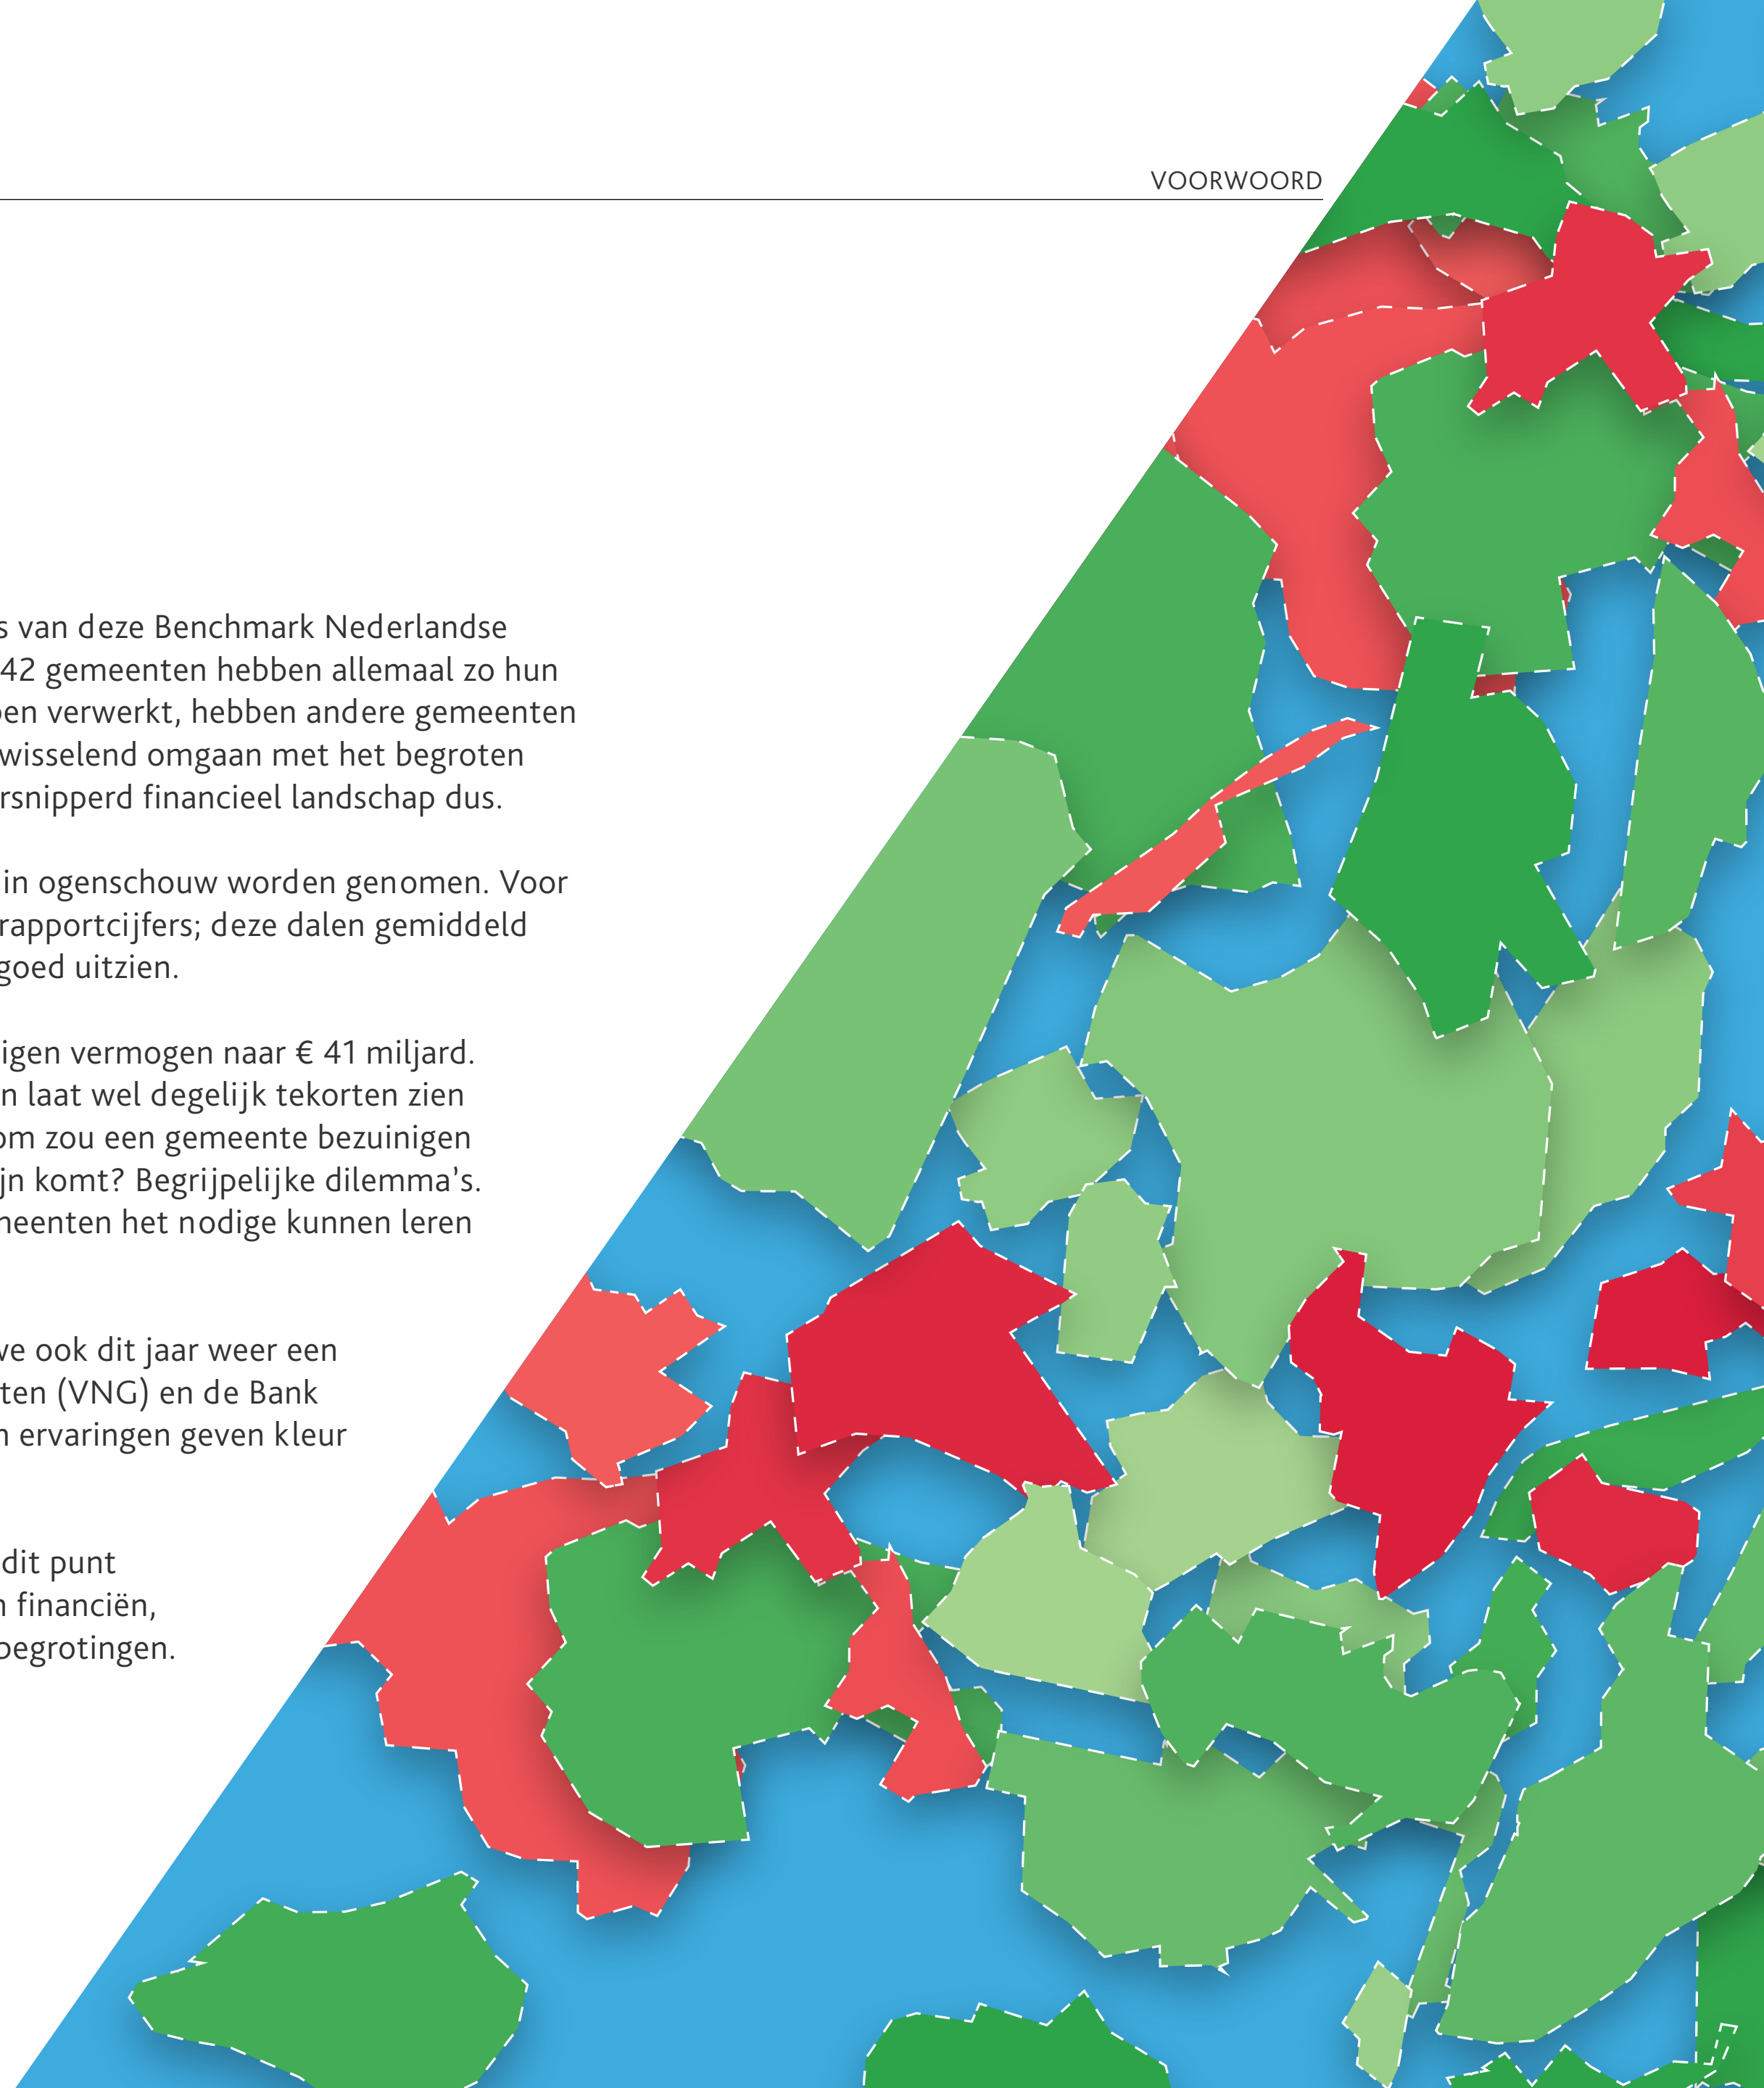 VOORWOORD
s van deze Benchmark Nederlandse
42 gemeenten hebben allemaal zo hun
en verwerkt, hebben andere gemeenten
wisselend omgaan met het begroten
rsnipperd financieel landschap dus.
in ogenschouw worden genomen. Voor
rapportcijfers; deze dalen gemiddeld
goed uitzien.
igen vermogen naar € 41 miljard.
n laat wel degelijk tekorten zien
om zou een gemeente bezuinigen
jn komt? Begrijpelijke dilemma's.
eenten het nodige kunnen leren
we ook dit jaar weer een
ten (VNG) en de Bank
n ervaringen geven kleur
dit punt
n financiën,
begrotingen.